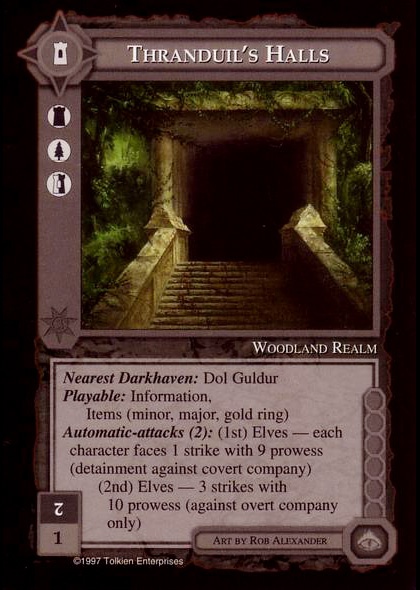 THRANDUIL'S HALLS
WOODLAND REALM
Nearest Darkhaven: Dol Guldur
Playable: Information,
Items (minor, major, gold ring)
Automatic-attacks (2): (1st) Elves — each
character faces 1 strike with 9 prowess
(detainment against covert company)
(2nd) Elves — 3 strikes with
10 prowess (against overt company
only)
2
1
ART BY ROB ALEXANDER
©1997 Tolkien Enterprises